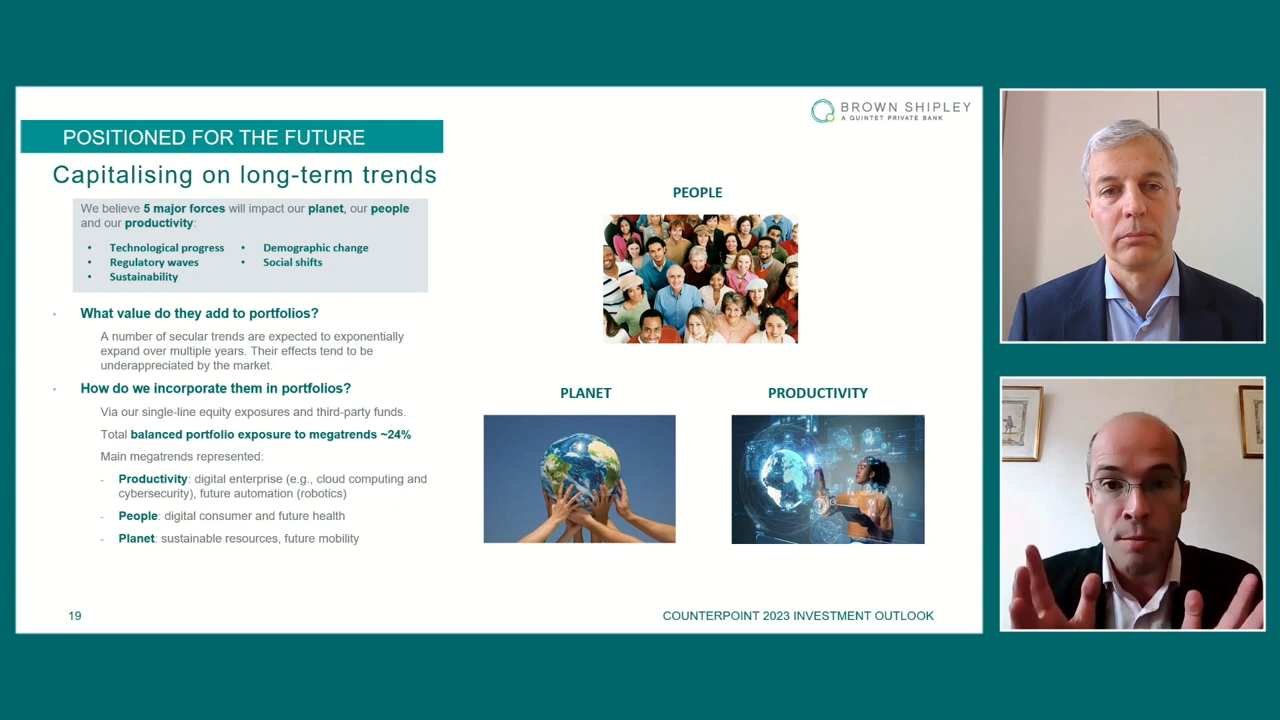 BROWN SHIPLEY
A QUINTET PRIVATE BANK
POSITIONED FOR THE FUTURE
Capitalising on long-term trends
We believe 5 major forces will impact our planet, our people
and our productivity:
• Technological progress
• Regulatory waves
• Sustainability
• Demographic change
• Social shifts
• What value do they add to portfolios?
A number of secular trends are expected to exponentially
expand over multiple years. Their effects tend to be
underappreciated by the market.
• How do we incorporate them in portfolios?
Via our single-line equity exposures and third-party funds.
Total balanced portfolio exposure to megatrends ~24%
Main megatrends represented:
- Productivity: digital enterprise (e.g., cloud computing and
cybersecurity), future automation (robotics)
- People: digital consumer and future health
- Planet: sustainable resources, future mobility
PEOPLE
PLANET
PRODUCTIVITY
19
COUNTERPOINT 2023 INVESTMENT OUTLOOK